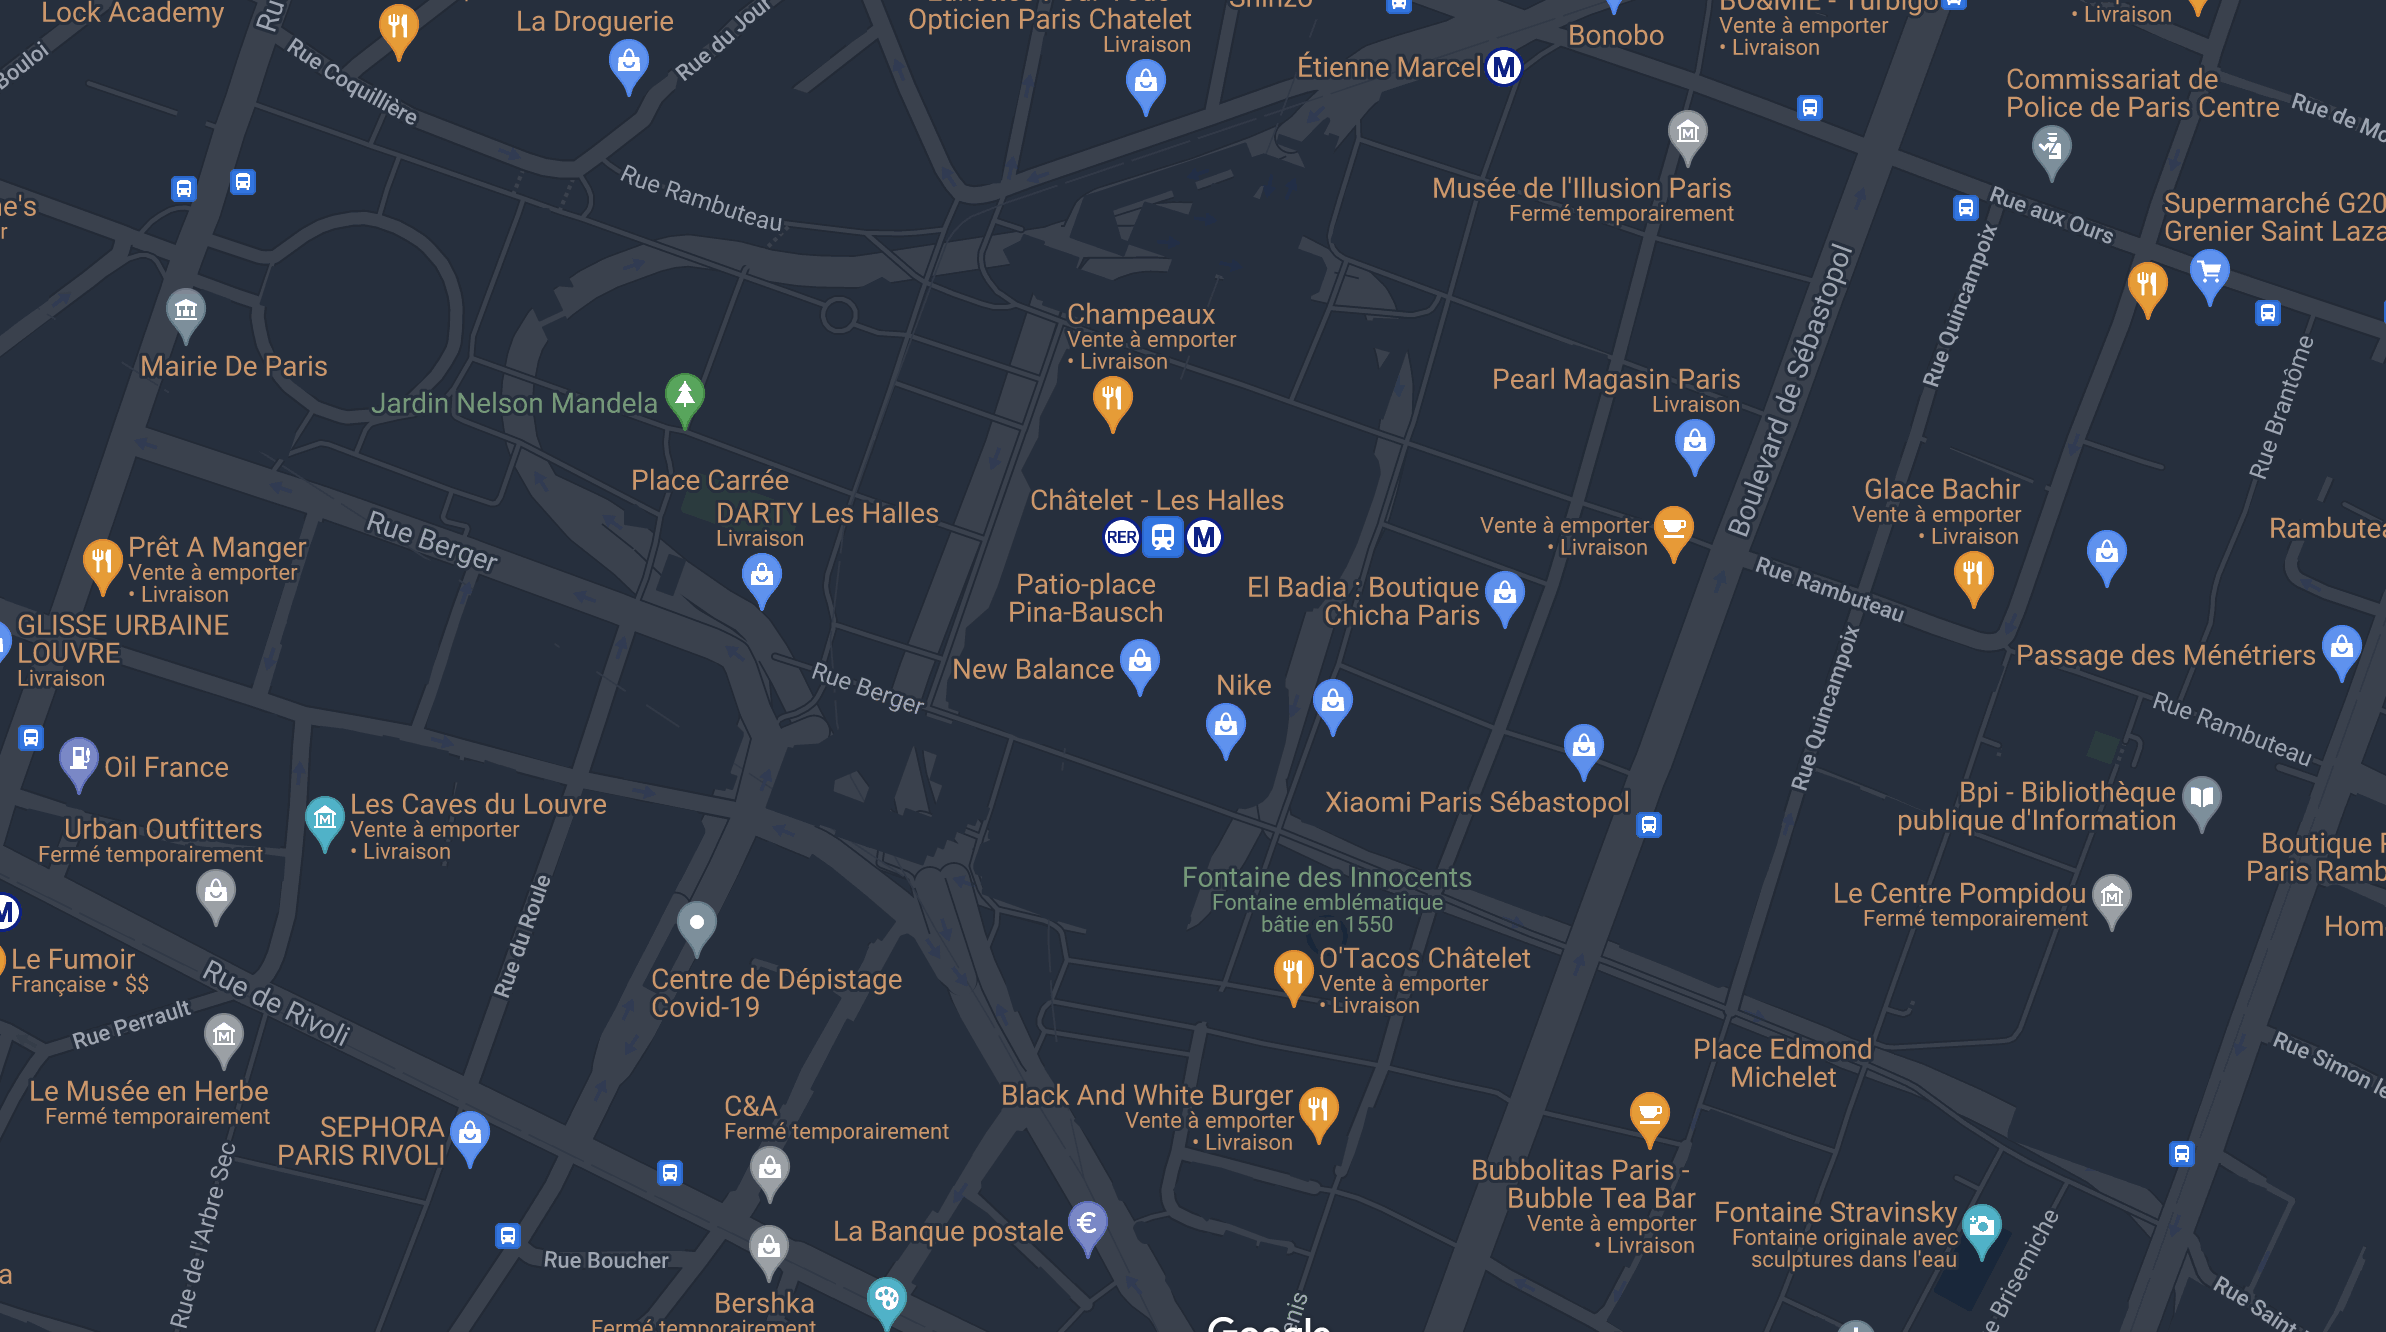 Lock Academy
La Droguerie
Rue du Jour
Opticien Paris Chatelet
Livraison
Étienne Marcel
M
Bonobo
BO&MIE - Turbigo
Vente à emporter
• Livraison
• Livraison
Commissariat de
Police de Paris Centre
Bouloi
Rue Coquillière
Rue Rambuteau
Musée de l'Illusion Paris
Fermé temporairement
Rue aux Ours
Supermarché G20
Grenier Saint Laza
Mairie De Paris
Jardin Nelson Mandela
Champeaux
Vente à emporter
• Livraison
Pearl Magasin Paris
Livraison
Boulevard de Sébastopol
Rue Quincampoix
Rue Brantôme
Place Carrée
DARTY Les Halles
Livraison
Châtelet - Les Halles
RER
M
Vente à emporter
• Livraison
Glace Bachir
Vente à emporter
• Livraison
Rue Berger
Prêt A Manger
Vente à emporter
• Livraison
Patio-place
Pina-Bausch
El Badia : Boutique
Chicha Paris
Rue Rambuteau
GLISSE URBAINE
LOUVRE
Livraison
Rue Berger
New Balance
Nike
Passage des Ménétriers
Rue Quincampoix
Rue Rambuteau
Oil France
Les Caves du Louvre
Vente à emporter
• Livraison
Urban Outfitters
Fermé temporairement
Xiaomi Paris Sébastopol
Bpi - Bibliothèque
publique d'Information
Boutique
Paris Ramb
Fontaine des Innocents
Fontaine emblématique
bâtie en 1550
Le Centre Pompidou
Fermé temporairement
M
Le Fumoir
Française • $$
Rue de Rivoli
Rue du Roule
Centre de Dépistage
Covid-19
O'Tacos Châtelet
Vente à emporter
• Livraison
Rue Perrault
Place Edmond
Michelet
Le Musée en Herbe
Fermé temporairement
SEPHORA
PARIS RIVOLI
C&A
Fermé temporairement
Black And White Burger
Vente à emporter
• Livraison
Bubbolitas Paris -
Bubble Tea Bar
Vente à emporter
• Livraison
Rue de l'Arbre Sec
Rue Boucher
La Banque postale
€
Fontaine Stravinsky
Fontaine originale avec
sculptures dans l'eau
Brisemiche
Bershka
Fermé temporairement
Google